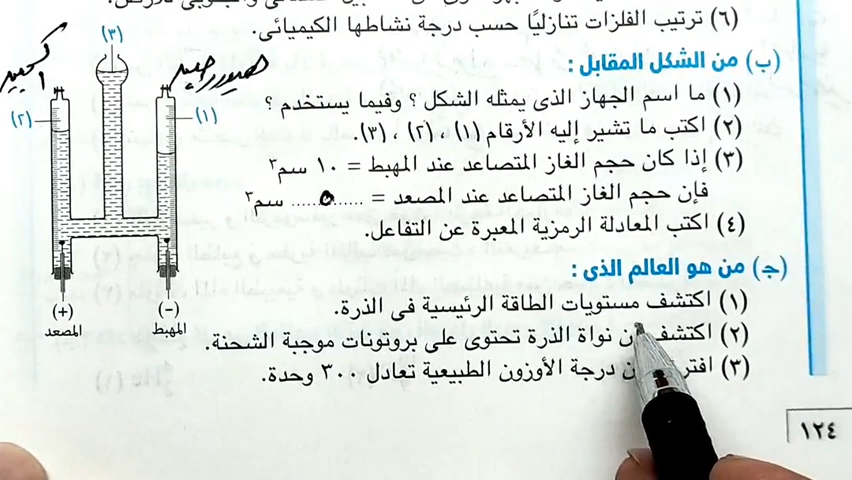 (٦) ترتيب الفلزات تنازليًا حسب درجة نشاطها الكيميائى.
(ب) من الشكل المقابل :
(١) ما اسم الجهاز الذى يمثله الشكل ؟ وفيما يستخدم ؟
(٢) اكتب ما تشير إليه الأرقام (١) ، (٢) ، (٣).
(٣) إذا كان حجم الغاز المتصاعد عند المهبط = ١٠ سم٣
فإن حجم الغاز المتصاعد عند المصعد = ...... ٥ ...... سم٣
(٤) اكتب المعادلة الرمزية المعبرة عن التفاعل.
(٣)
هيدروجين
(١)
(٢)
(+)
المصعد
(−)
المهبط
(جـ) من هو العالم الذى :
(١) اكتشف مستويات الطاقة الرئيسية فى الذرة.
(٢) اكتشف أن نواة الذرة تحتوى على بروتونات موجبة الشحنة.
(٣) درجة الأوزون الطبيعية تعادل ٣٠٠ وحدة.
١٢٤